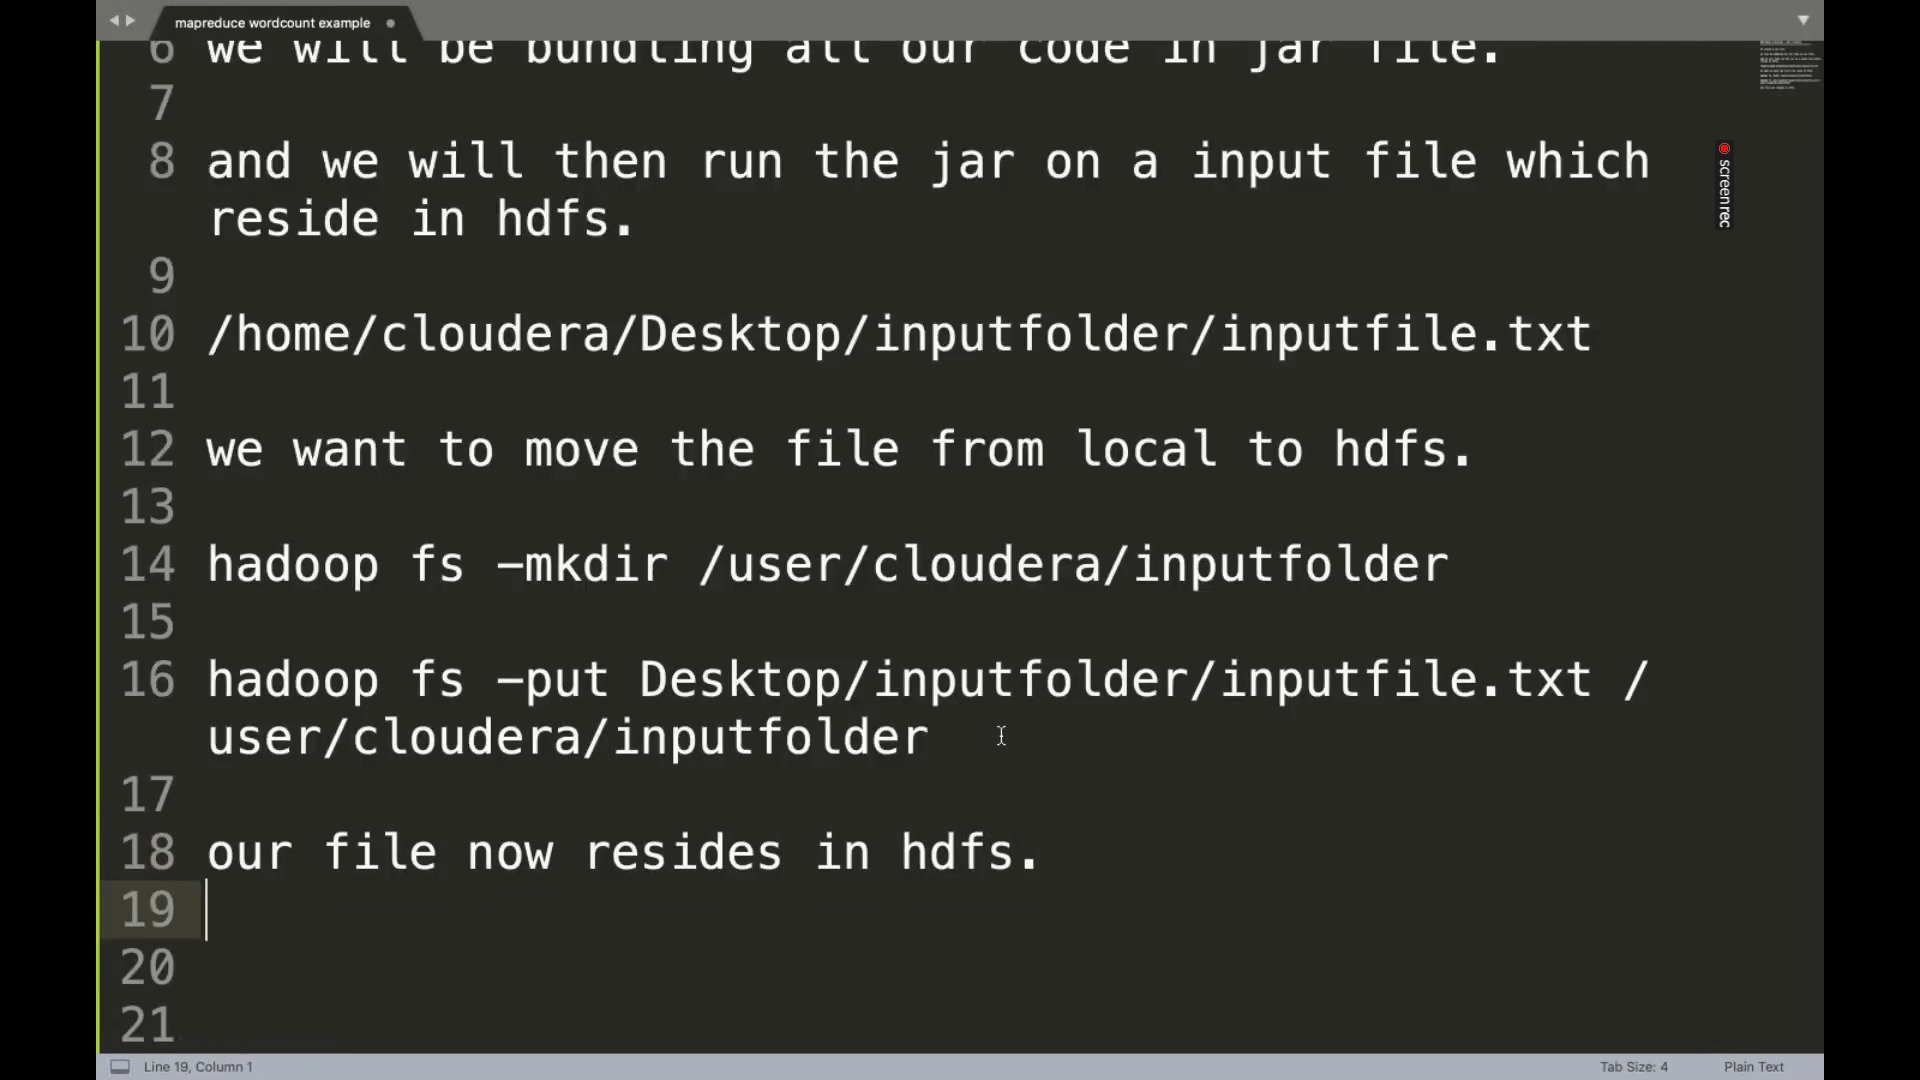 mapreduce wordcount example
6 we will be bundling all our code in jar file.
7
8 and we will then run the jar on a input file which
reside in hdfs.
9
10 /home/cloudera/Desktop/inputfolder/inputfile.txt
11
12 we want to move the file from local to hdfs.
13
14 hadoop fs -mkdir /user/cloudera/inputfolder
15
16 hadoop fs -put Desktop/inputfolder/inputfile.txt /
user/cloudera/inputfolder
17
18 our file now resides in hdfs.
19
20
21
screenrec
Line 19, Column 1
Tab Size: 4
Plain Text